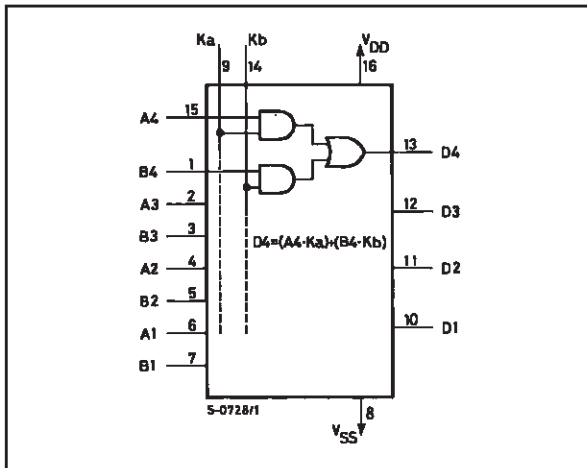 Ka Kb VDD
9 14 16
A4 15
13 D4
B4 1
A3 2
12 D3
B3 3
D4=(A4·Ka)+(B4·Kb)
A2 4
11 D2
B2 5
A1 6
10 D1
B1 7
S-0728/1
VSS 8